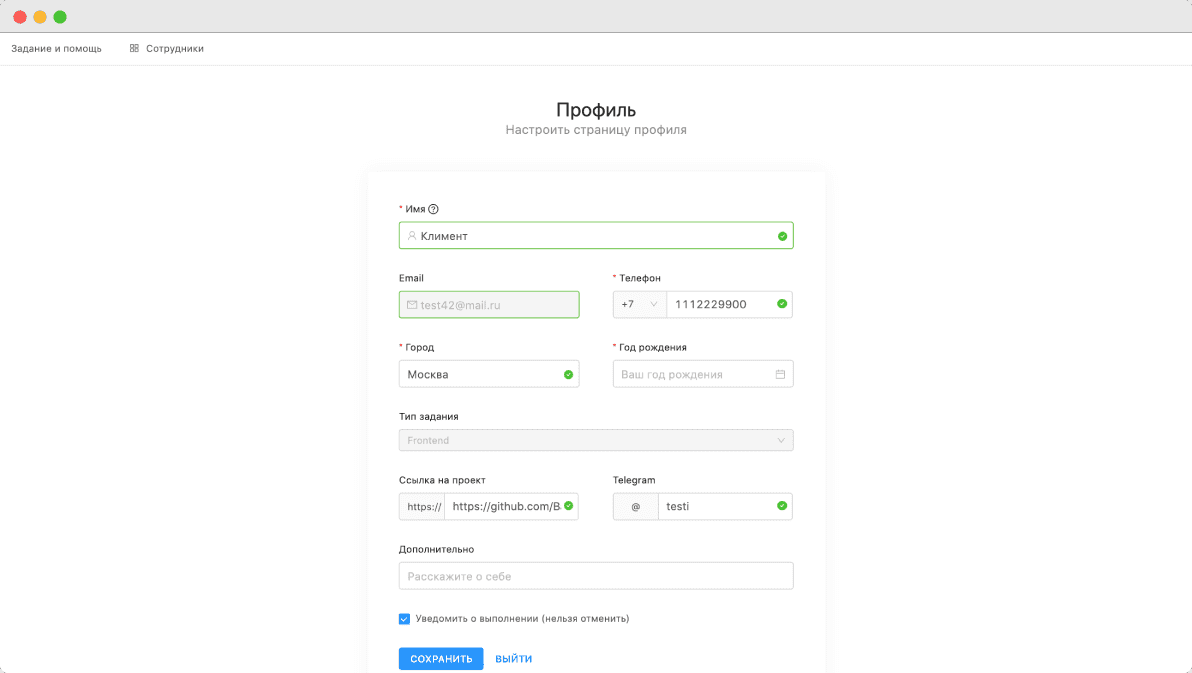 Задание и помощь Сотрудники
Профиль
Настроить страницу профиля
* Имя
Климент
Email * Телефон
test42@mail.ru +7 1112229900
* Город * Год рождения
Москва Ваш год рождения
Тип задания
Frontend
Ссылка на проект Telegram
https:// https://github.com/B @ testi
Дополнительно
Расскажите о себе
Уведомить о выполнении (нельзя отменить)
СОХРАНИТЬ ВЫЙТИ